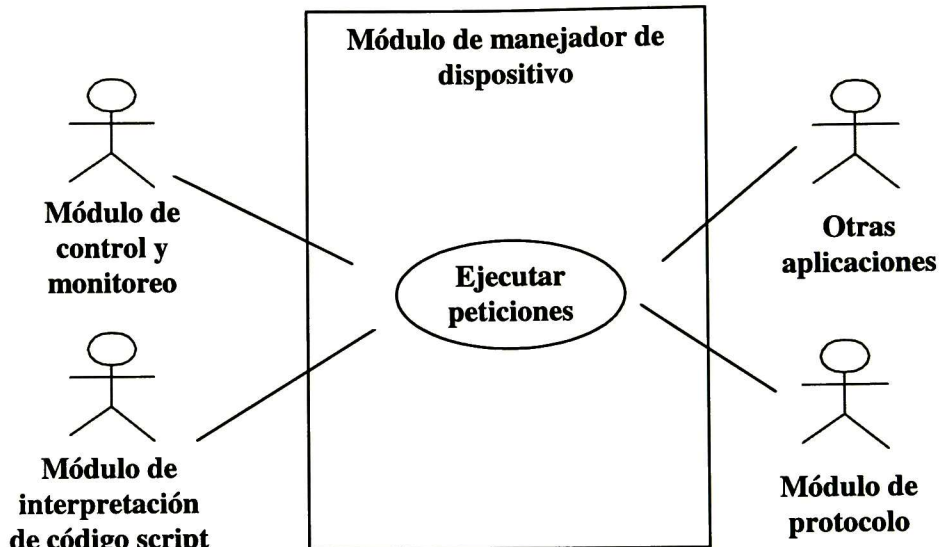 Módulo de manejador de
dispositivo
Módulo de
control y
monitoreo
Otras
aplicaciones
Ejecutar
peticiones
Módulo de
interpretación
de código script
Módulo de
protocolo